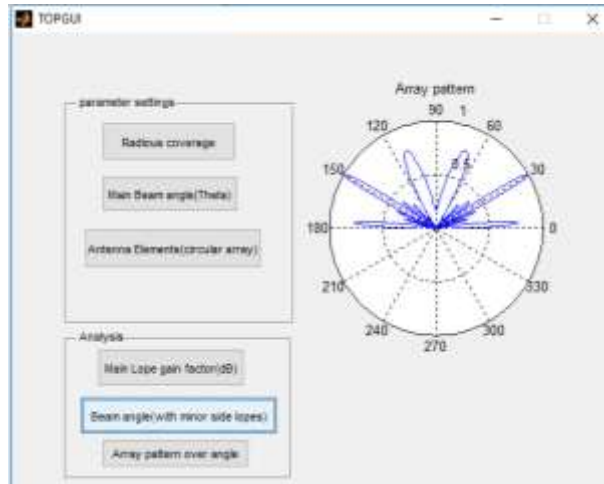 TOPGUI
parameter settings
Radious coverage
Main Beam angle(Theta)
Antenna Elements(circular array)
Analysis
Main Lope gain factor(dB)
Beam angle(with minor side lopes)
Array pattern over angle
Array pattern
90
1
120
60
0.5
150
30
180
0
210
330
240
300
270